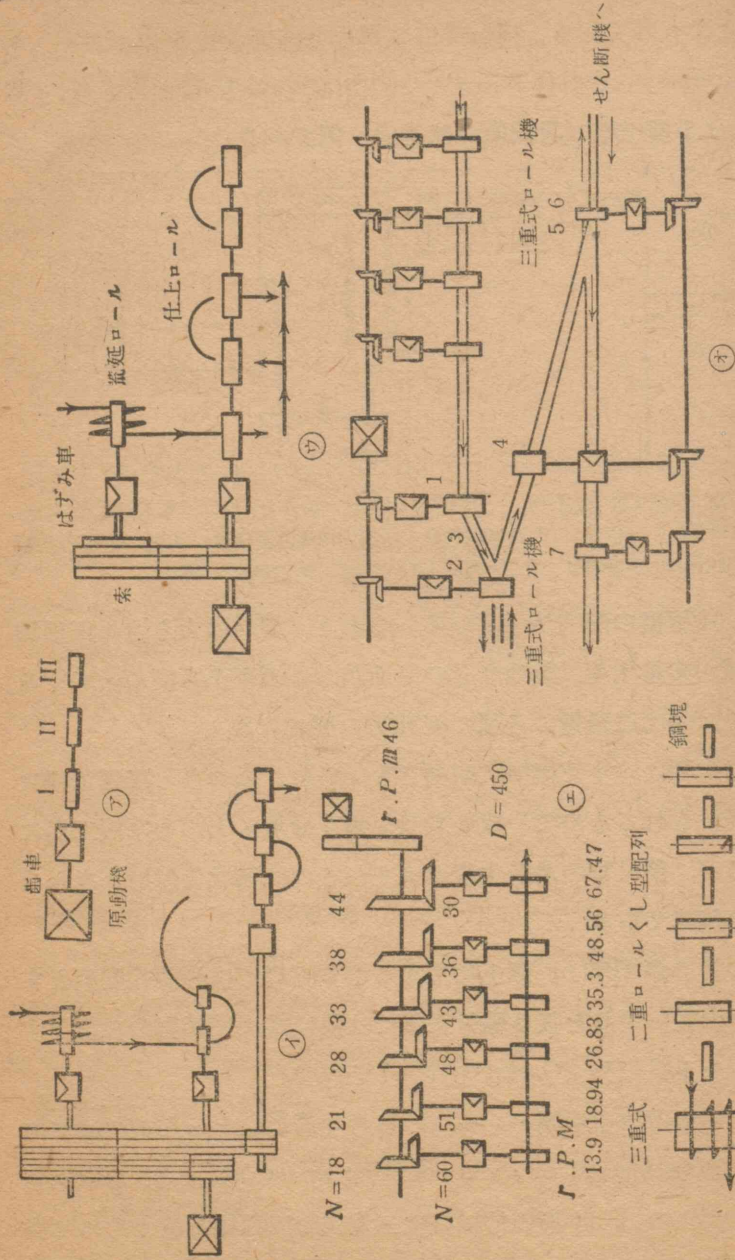 歯車
原動機
I II III
㋐
㋑
はずみ車
索
荒延ロール
仕上ロール
㋒
N=18 21 28 33 38 44
r.P.m46
N=60 51 48 43 36 30
D=450
r.P.M
13.9 18.94 26.83 35.3 48.56 67.47
㋓
1
2 3
三重式ロール機
4
三重式ロール機
5 6
7
せん断機へ
㋔
三重式 二重ロールくし型配列
鋼塊